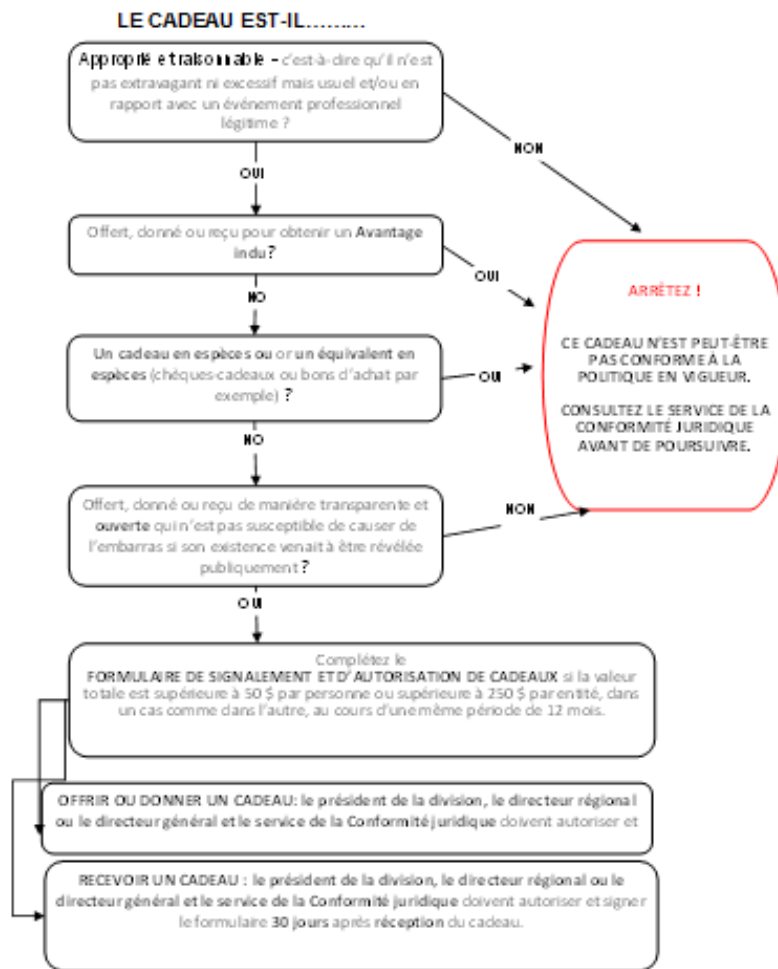 LE CADEAU EST-IL.........
Approprié et raisonnable – c'est-à-dire qu'il n'est
pas extravagant ni excessif mais usuel et/ou en
rapport avec un événement professionnel
légitime ?
NON
OUI
Offert, donné ou reçu pour obtenir un Avantage
indu ?
OUI
NO
ARRÊTEZ !
CE CADEAU N'EST PEUT-ÊTRE
PAS CONFORME À LA
POLITIQUE EN VIGUEUR.
CONSULTEZ LE SERVICE DE LA
CONFORMITÉ JURIDIQUE
AVANT DE POURSUIVRE.
Un cadeau en espèces ou or un équivalent en
espèces (chèques-cadeaux ou bons d'achat par
exemple) ?
OUI
NO
Offert, donné ou reçu de manière transparente et
ouverte qui n'est pas susceptible de causer de
l'embarras si son existence venait à être révélée
publiquement ?
NON
OUI
Complétez le
FORMULAIRE DE SIGNALEMENT ET D'AUTORISATION DE CADEAUX si la valeur
totale est supérieure à 50 $ par personne ou supérieure à 250 $ par entité, dans
un cas comme dans l'autre, au cours d'une même période de 12 mois.
OFFRIR OU DONNER UN CADEAU: le président de la division, le directeur régional
ou le directeur général et le service de la Conformité juridique doivent autoriser et
RECEVOIR UN CADEAU : le président de la division, le directeur régional ou le
directeur général et le service de la Conformité juridique doivent autoriser et signer
le formulaire 30 jours après réception du cadeau.